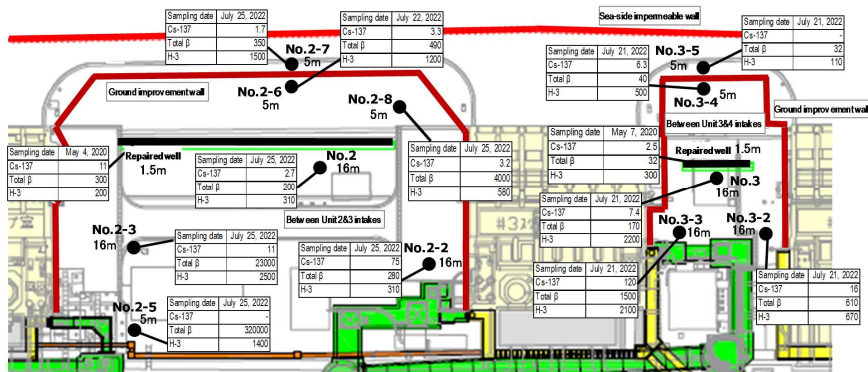 Sea-side impermeable wall
Sampling date July 25, 2022
Cs-137 1.7
Total β 350
H-3 1500
Sampling date July 22, 2022
Cs-137 3.3
Total β 490
H-3 1200
Sampling date July 21, 2022
Cs-137 6.3
Total β 40
H-3 500
Sampling date July 21, 2022
Cs-137 -
Total β 32
H-3 110
No.2-7
5m
No.2-6
5m
No.2-8
5m
No.3-5
5m
5m
No.3-4
Ground improvement wall
Ground improvement wall
Between Unit3&4 intakes
Sampling date May 4, 2020
Cs-137 11
Total β 300
H-3 200
Repaired well
1.5m
Sampling date July 25, 2022
Cs-137 2.7
Total β 200
H-3 310
No.2
16m
Sampling date July 25, 2022
Cs-137 3.2
Total β 4000
H-3 580
Sampling date May 7, 2020
Cs-137 2.5
Total β 32
H-3 300
Repaired well 1.5m
No.3
16m
Sampling date July 21, 2022
Cs-137 7.4
Total β 170
H-3 2200
Between Unit2&3 intakes
#3
No.2-3
16m
Sampling date July 25, 2022
Cs-137 11
Total β 23000
H-3 2500
Sampling date July 25, 2022
Cs-137 75
Total β 280
H-3 310
No.2-2
16m
No.3-3
16m
No.3-2
16m
Sampling date July 21, 2022
Cs-137 120
Total β 1500
H-3 2100
Sampling date July 21, 2022
Cs-137 16
Total β 610
H-3 670
No.2-5
5m
Sampling date July 25, 2022
Cs-137 -
Total β 320000
H-3 1400